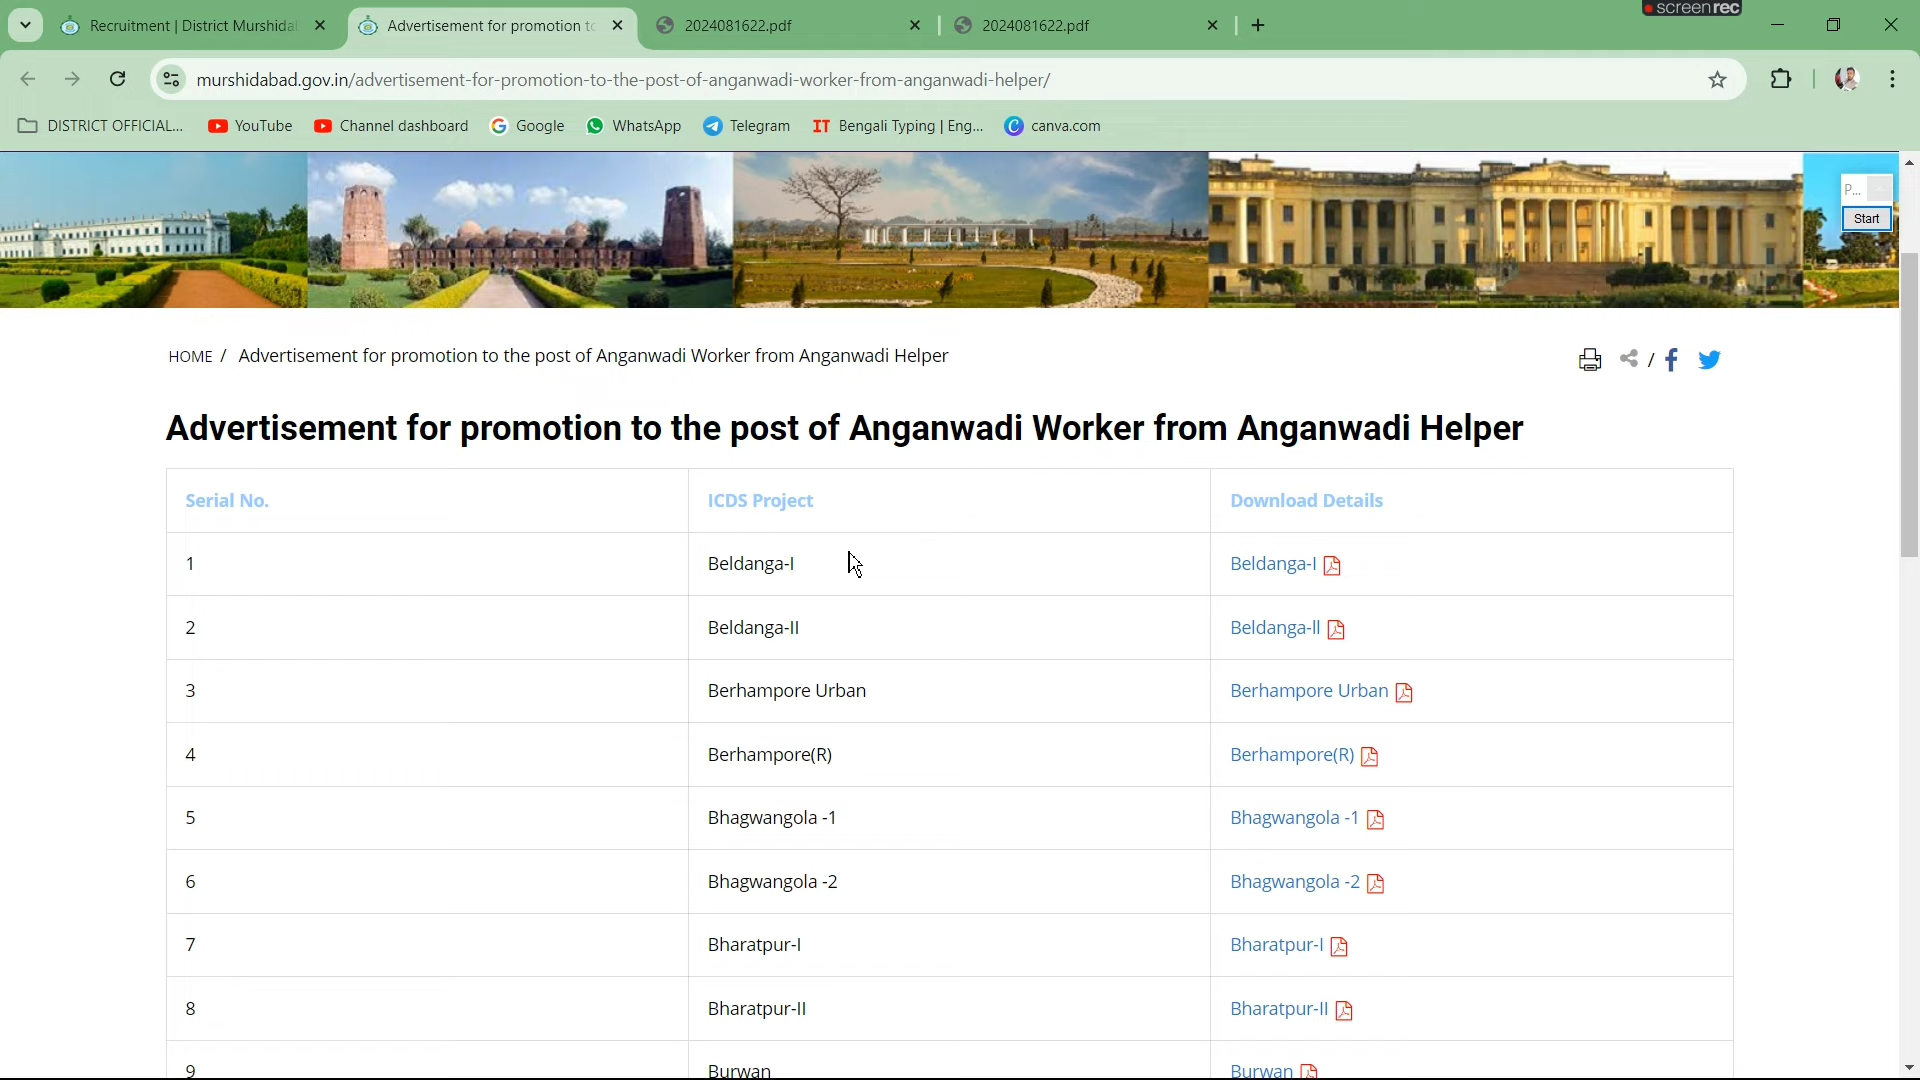 screenrec
Recruitment | District Murshida
Advertisement for promotion to
2024081622.pdf
2024081622.pdf
murshidabad.gov.in/advertisement-for-promotion-to-the-post-of-anganwadi-worker-from-anganwadi-helper/
DISTRICT OFFICIAL... YouTube Channel dashboard Google WhatsApp Telegram IT Bengali Typing | Eng... canva.com
P...
Start
HOME / Advertisement for promotion to the post of Anganwadi Worker from Anganwadi Helper
/
Advertisement for promotion to the post of Anganwadi Worker from Anganwadi Helper
Serial No. ICDS Project Download Details
1 Beldanga-I Beldanga-I
2 Beldanga-II Beldanga-II
3 Berhampore Urban Berhampore Urban
4 Berhampore(R) Berhampore(R)
5 Bhagwangola -1 Bhagwangola -1
6 Bhagwangola -2 Bhagwangola -2
7 Bharatpur-I Bharatpur-I
8 Bharatpur-II Bharatpur-II
9 Burwan Burwan